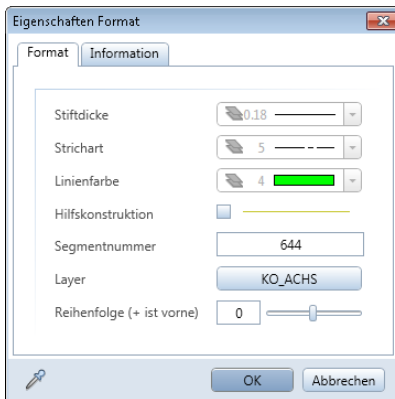 Eigenschaften Format
Format Information
Stiftdicke 0.18
Strichart 5
Linienfarbe 4
Hilfskonstruktion
Segmentnummer 644
Layer KO_ACHS
Reihenfolge (+ ist vorne) 0
OK Abbrechen